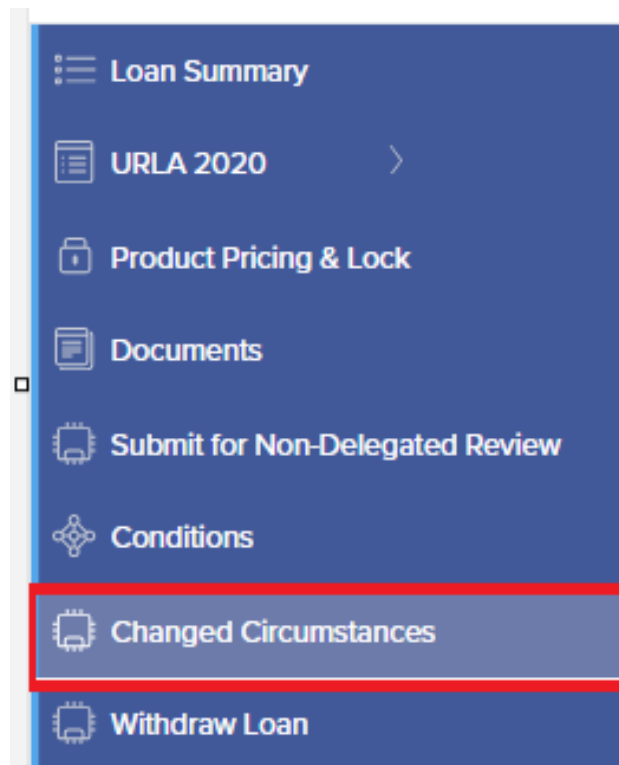 Loan Summary
URLA 2020
Product Pricing & Lock
Documents
Submit for Non-Delegated Review
Conditions
Changed Circumstances
Withdraw Loan